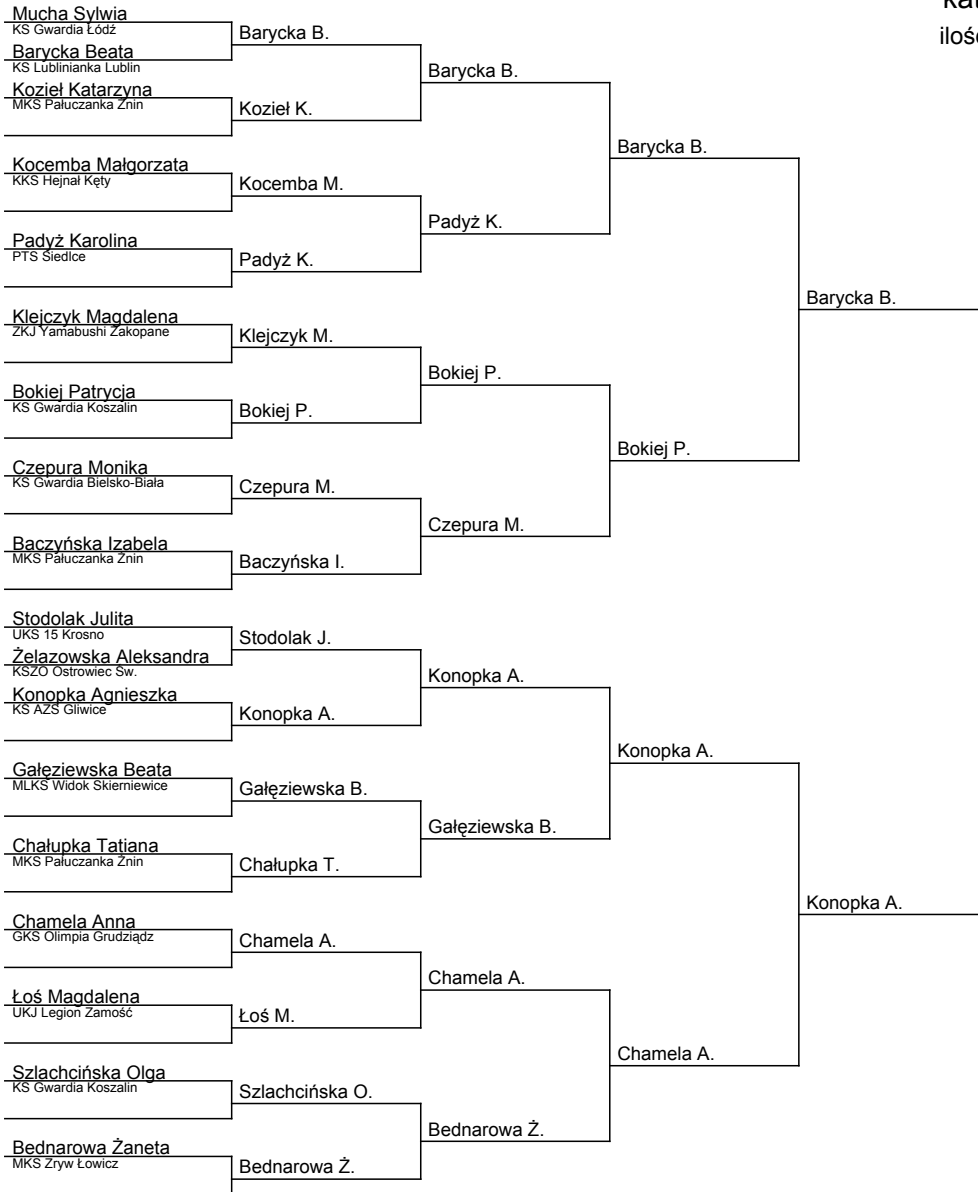 Mucha Sylwia
KS Gwardia Łódź
Barycka Beata
KS Lublinianka Lublin
Kozieł Katarzyna
MKS Pałuczanka Żnin
Kocemba Małgorzata
KKS Hejnał Kęty
Padyż Karolina
PTS Siedlce
Klejczyk Magdalena
ZKJ Yamabushi Zakopane
Bokiej Patrycja
KS Gwardia Koszalin
Czepura Monika
KS Gwardia Bielsko-Biała
Baczyńska Izabela
MKS Pałuczanka Żnin
Stodolak Julita
UKS 15 Krosno
Żelazowska Aleksandra
KSZO Ostrowiec Św.
Konopka Agnieszka
KS AZS Gliwice
Gałęziewska Beata
MLKS Widok Skierniewice
Chałupka Tatiana
MKS Pałuczanka Żnin
Chamela Anna
GKS Olimpia Grudziądz
Łoś Magdalena
UKJ Legion Zamość
Szlachcińska Olga
KS Gwardia Koszalin
Bednarowa Żaneta
MKS Zryw Łowicz
Barycka B.
Kozieł K.
Kocemba M.
Padyż K.
Klejczyk M.
Bokiej P.
Czepura M.
Baczyńska I.
Stodolak J.
Konopka A.
Gałęziewska B.
Chałupka T.
Chamela A.
Łoś M.
Szlachcińska O.
Bednarowa Ż.
Barycka B.
Padyż K.
Bokiej P.
Czepura M.
Konopka A.
Gałęziewska B.
Chamela A.
Bednarowa Ż.
Barycka B.
Bokiej P.
Konopka A.
Chamela A.
Barycka B.
Konopka A.